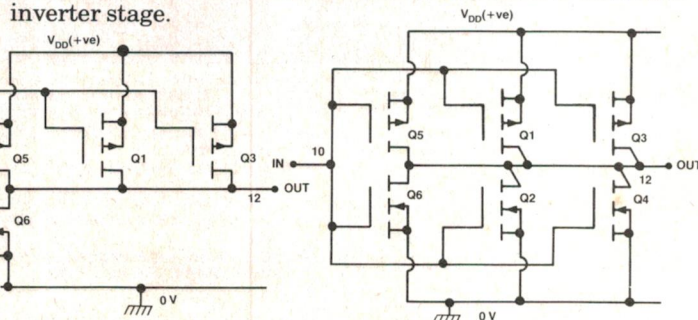 inverter stage.
V_DD(+ve)
Q5
Q1
Q3
12
OUT
Q6
0 V
V_DD(+ve)
IN
10
Q5
Q1
Q3
OUT
12
Q6
Q2
Q4
0 V